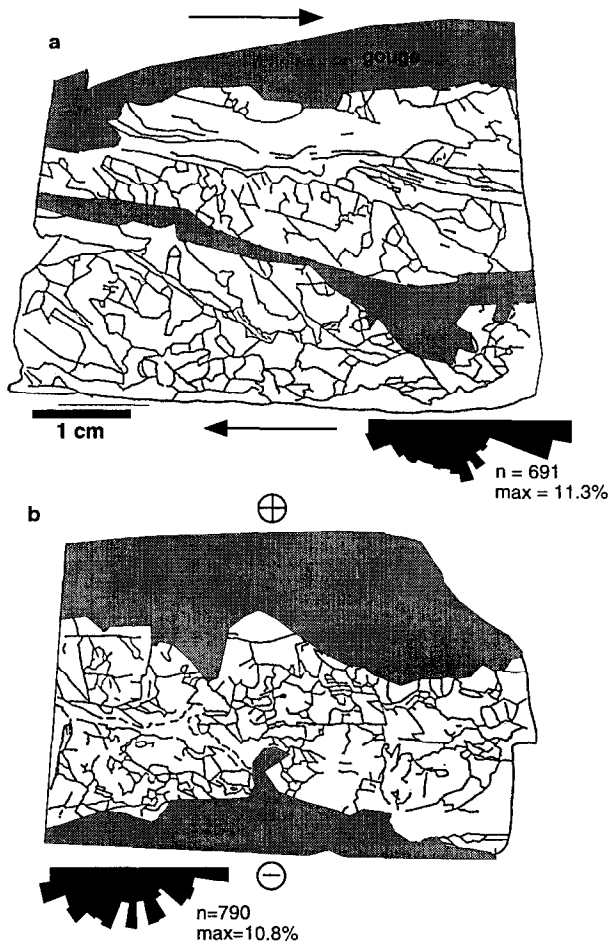 a
gouge
1 cm
n = 691
max = 11.3%
b
n=790
max=10.8%